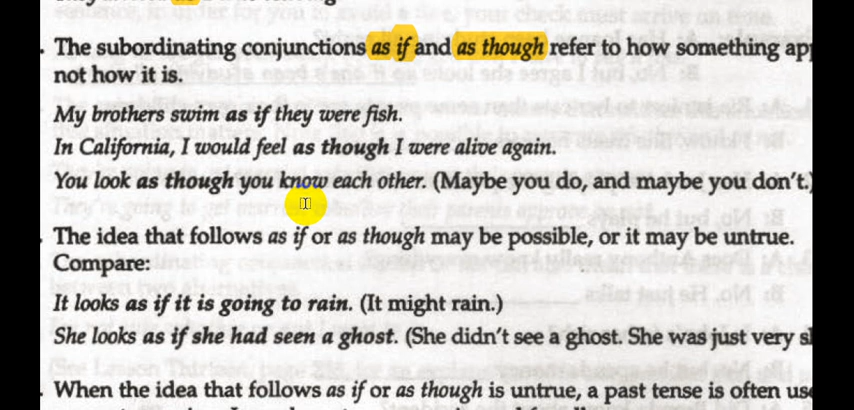 The subordinating conjunctions as if and as though refer to how something
not how it is.
My brothers swim as if they were fish.
In California, I would feel as though I were alive again.
You look as though you know each other. (Maybe you do, and maybe you don't.)
The idea that follows as if or as though may be possible, or it may be untrue.
Compare:
It looks as if it is going to rain. (It might rain.)
She looks as if she had seen a ghost. (She didn't see a ghost. She was just very
When the idea that follows as if or as though is untrue, a past tense is often